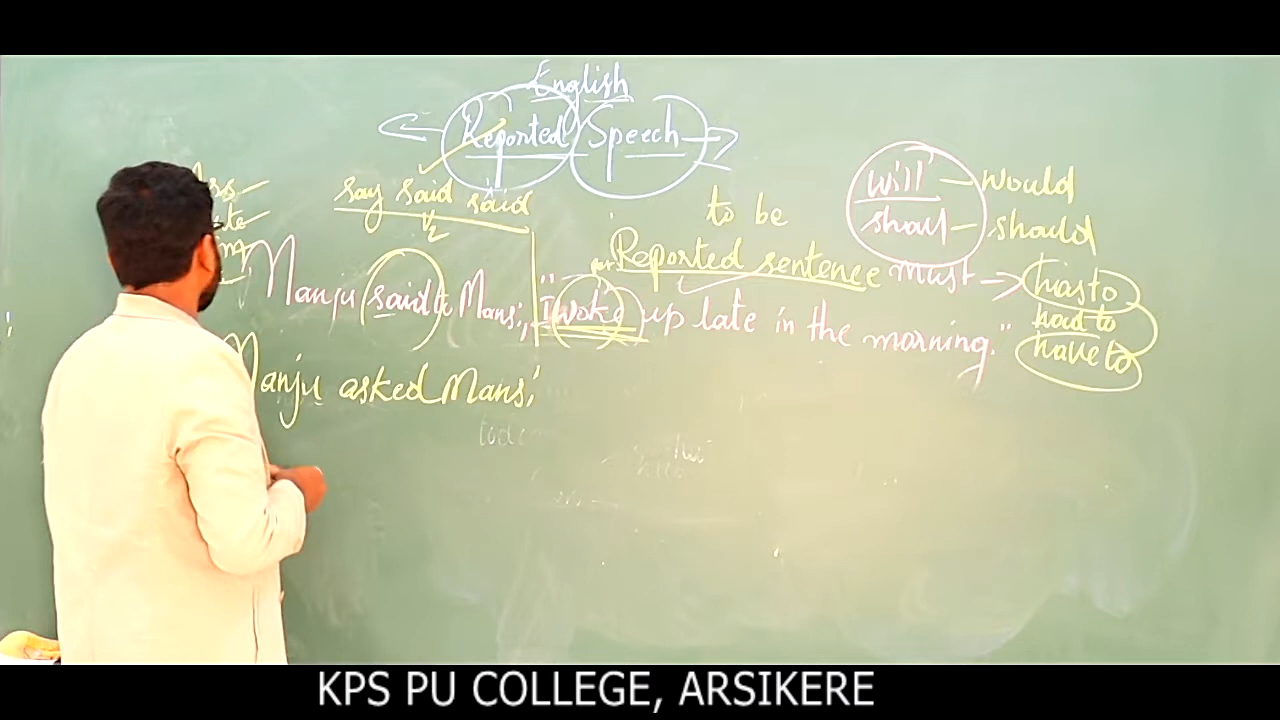 English
Reported Speech
say said said
V2
to be
will – would
shall – should
Reported sentence
must → has to
had to
have to
Manju said to Mansi, "I woke up late in the morning."
Manju asked Mansi
KPS PU COLLEGE, ARSIKERE